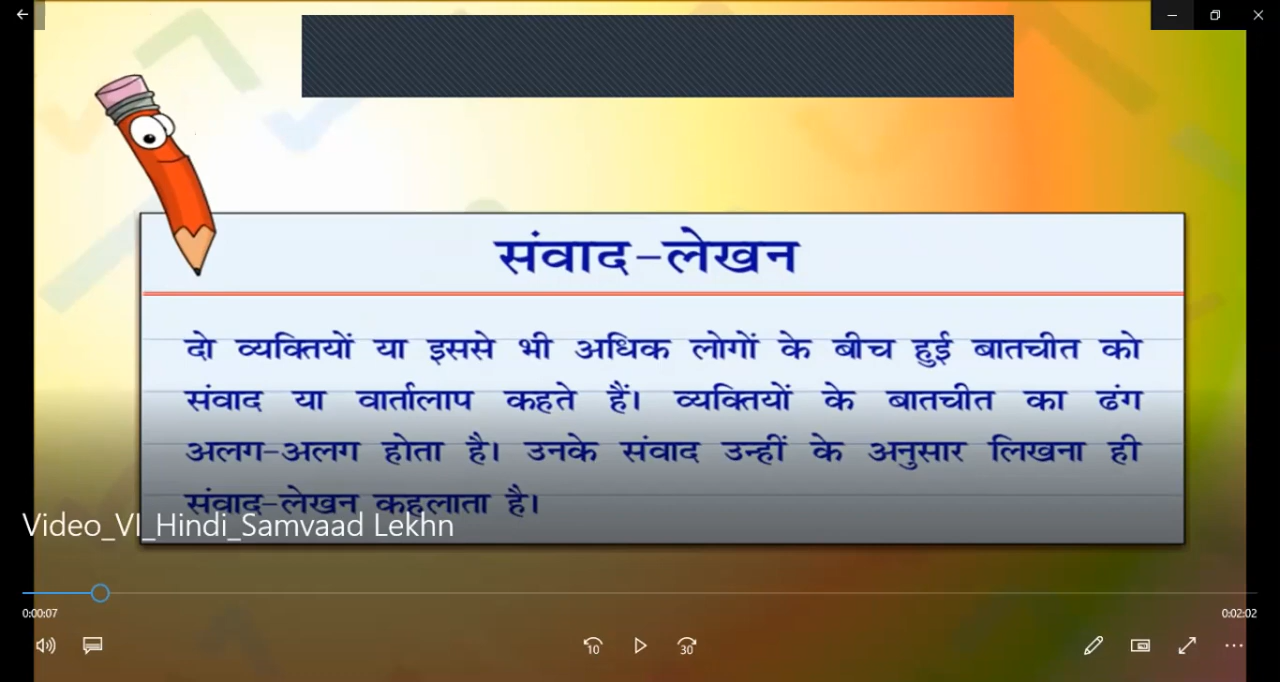 संवाद-लेखन
दो व्यक्तियों या इससे भी अधिक लोगों के बीच हुई बातचीत को
संवाद या वार्तालाप कहते हैं। व्यक्तियों के बातचीत का ढंग
अलग-अलग होता है। उनके संवाद उन्हीं के अनुसार लिखना ही
संवाद-लेखन कहलाता है।
Video_VI_Hindi_Samvaad Lekhn
0:00:07
0:02:02
10
30